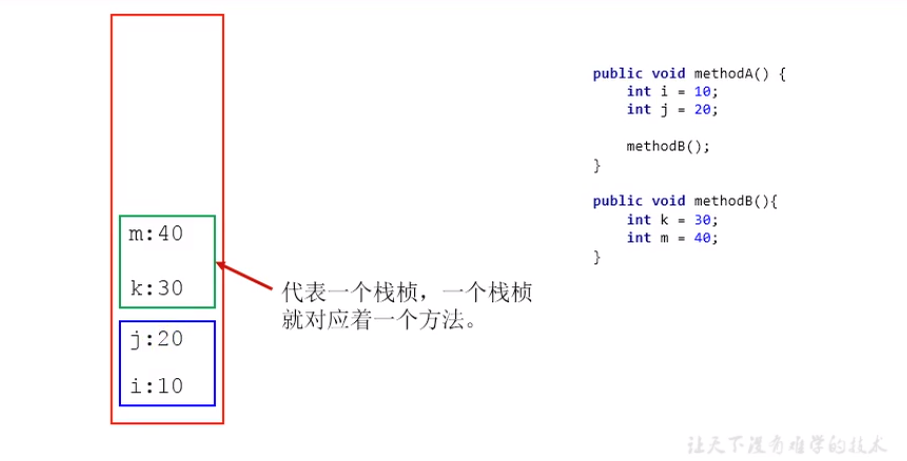 m:40
k:30
j:20
i:10
代表一个栈桢，一个栈桢
就对应着一个方法。
public void methodA() {
    int i = 10;
    int j = 20;
    methodB();
}
public void methodB(){
    int k = 30;
    int m = 40;
}
让天下没有难学的技术